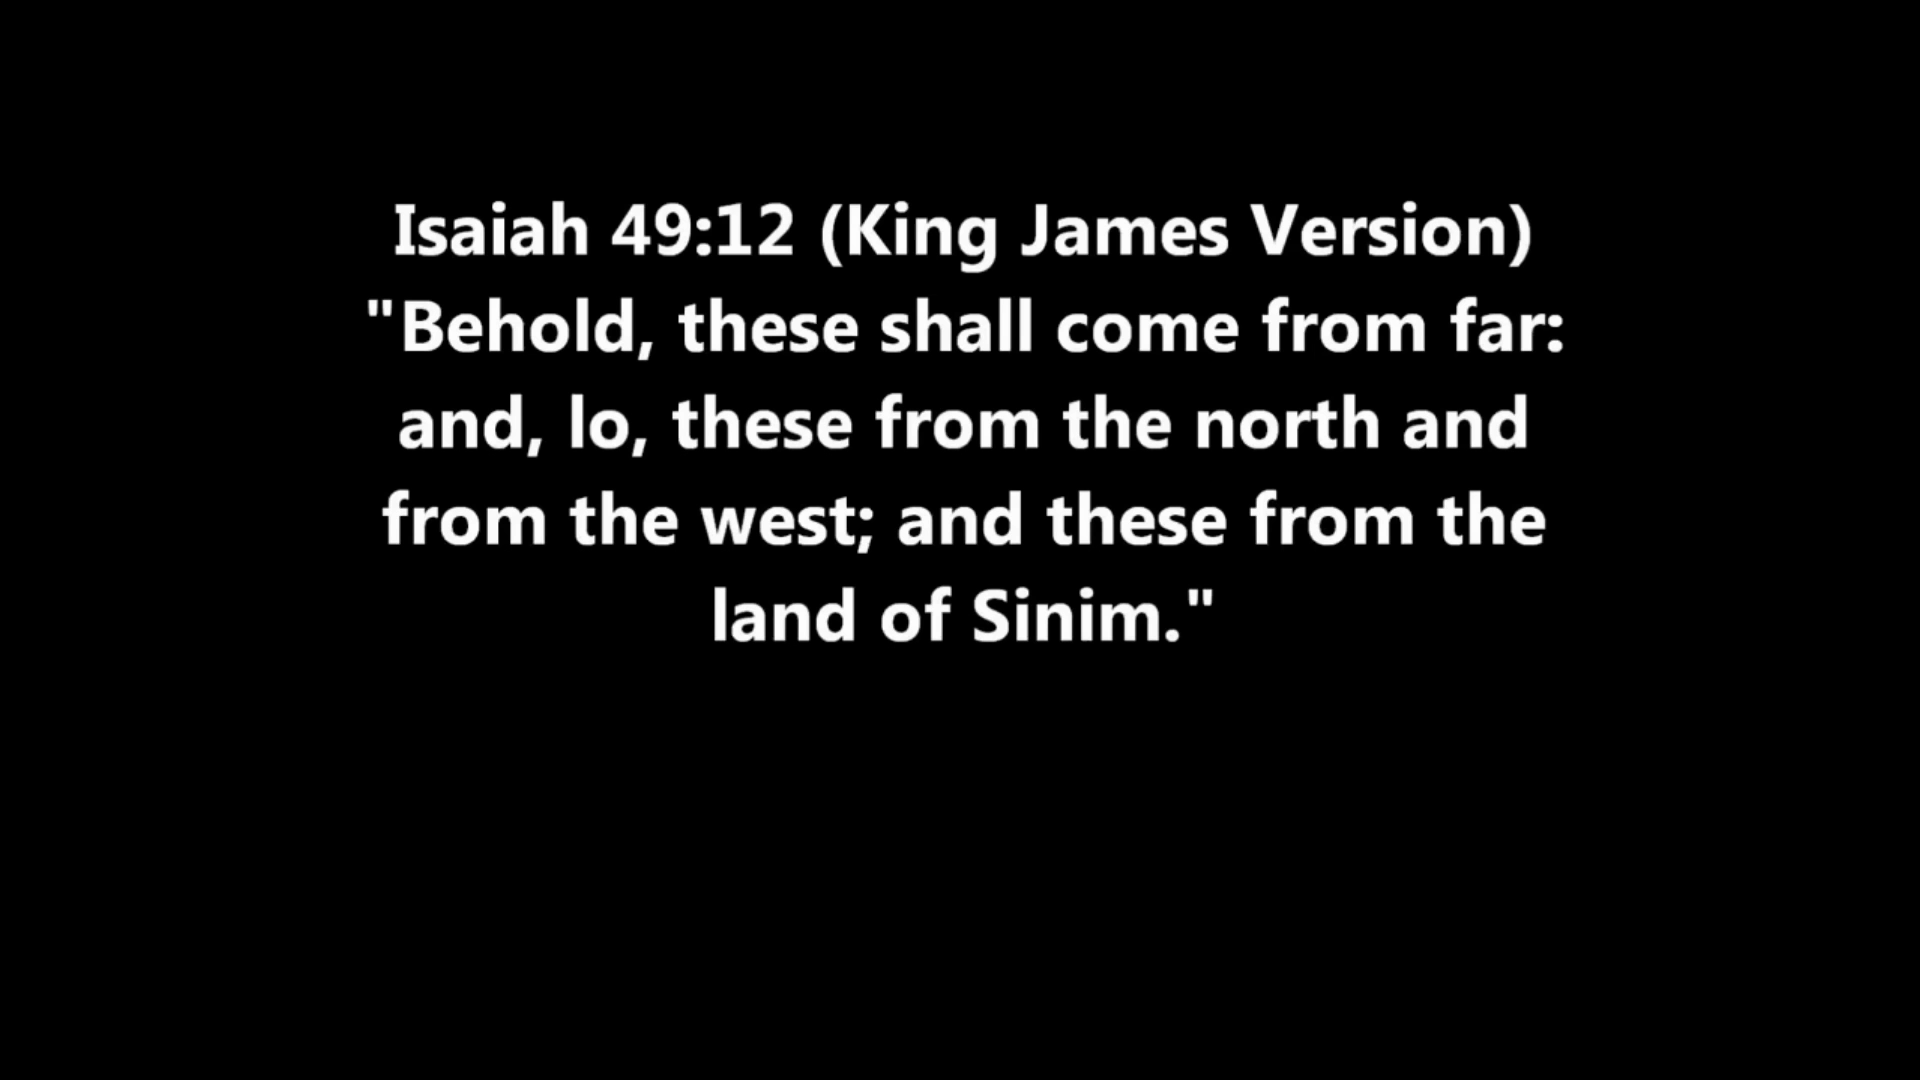 Isaiah 49:12 (King James Version)
"Behold, these shall come from far:
and, lo, these from the north and
from the west; and these from the
land of Sinim."